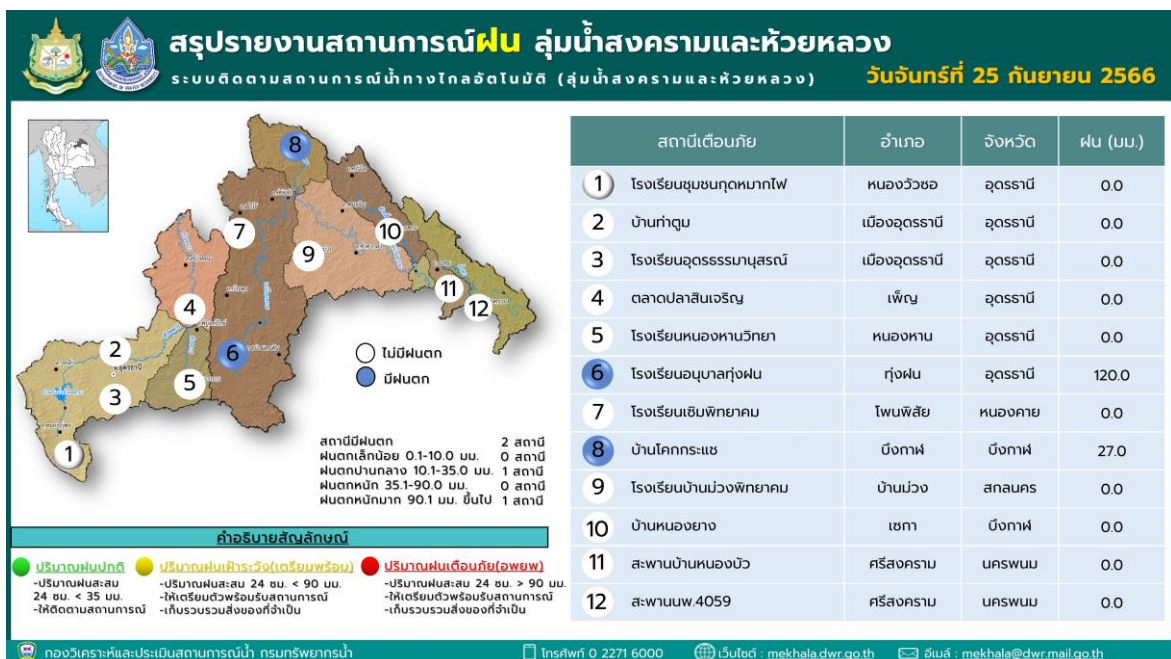 สรุปรายงานสถานการณ์ฝน ลุ่มน้ำสงครามและห้วยหลวง
ระบบติดตามสถานการณ์น้ำทางไกลอัตโนมัติ (ลุ่มน้ำสงครามและห้วยหลวง)
วันจันทร์ที่ 25 กันยายน 2566
8
7
10
9
11
12
4
2
6
5
3
1
ไม่มีฝนตก
มีฝนตก
สถานีมีฝนตก 2 สถานี
ฝนตกเล็กน้อย 0.1-10.0 มม. 0 สถานี
ฝนตกปานกลาง 10.1-35.0 มม. 1 สถานี
ฝนตกหนัก 35.1-90.0 มม. 0 สถานี
ฝนตกหนักมาก 90.1 มม. ขึ้นไป 1 สถานี
คำอธิบายสัญลักษณ์
ปริมาณฝนปกติ
-ปริมาณฝนสะสม
24 ชม. < 35 มม.
-ให้ติดตามสถานการณ์
ปริมาณฝนเฝ้าระวัง(เตรียมพร้อม)
-ปริมาณฝนสะสม 24 ชม. < 90 มม.
-ให้เตรียมตัวพร้อมรับสถานการณ์
-เก็บรวบรวมสิ่งของที่จำเป็น
ปริมาณฝนเตือนภัย(อพยพ)
-ปริมาณฝนสะสม 24 ชม. > 90 มม.
-ให้เตรียมตัวพร้อมรับสถานการณ์
-เก็บรวบรวมสิ่งของที่จำเป็น
สถานีเตือนภัย อำเภอ จังหวัด ฝน (มม.)
1 โรงเรียนชุมชนกุดหมากไฟ หนองวัวซอ อุดรธานี 0.0
2 บ้านท่าตูม เมืองอุดรธานี อุดรธานี 0.0
3 โรงเรียนอุดรธรรมานุสรณ์ เมืองอุดรธานี อุดรธานี 0.0
4 ตลาดปลาสินเจริญ เพ็ญ อุดรธานี 0.0
5 โรงเรียนหนองหานวิทยา หนองหาน อุดรธานี 0.0
6 โรงเรียนอนุบาลทุ่งฝน ทุ่งฝน อุดรธานี 120.0
7 โรงเรียนเซิมพิทยาคม โพนพิสัย หนองคาย 0.0
8 บ้านโคกกระแซ บึงกาฬ บึงกาฬ 27.0
9 โรงเรียนบ้านม่วงพิทยาคม บ้านม่วง สกลนคร 0.0
10 บ้านหนองยาง เซกา บึงกาฬ 0.0
11 สะพานบ้านหนองบัว ศรีสงคราม นครพนม 0.0
12 สะพานนพ.4059 ศรีสงคราม นครพนม 0.0
กองวิเคราะห์และประเมินสถานการณ์น้ำ กรมทรัพยากรน้ำ
โทรศัพท์ 0 2271 6000
เว็บไซต์ : mekhala.dwr.go.th
อีเมล์ : mekhala@dwr.mail.go.th